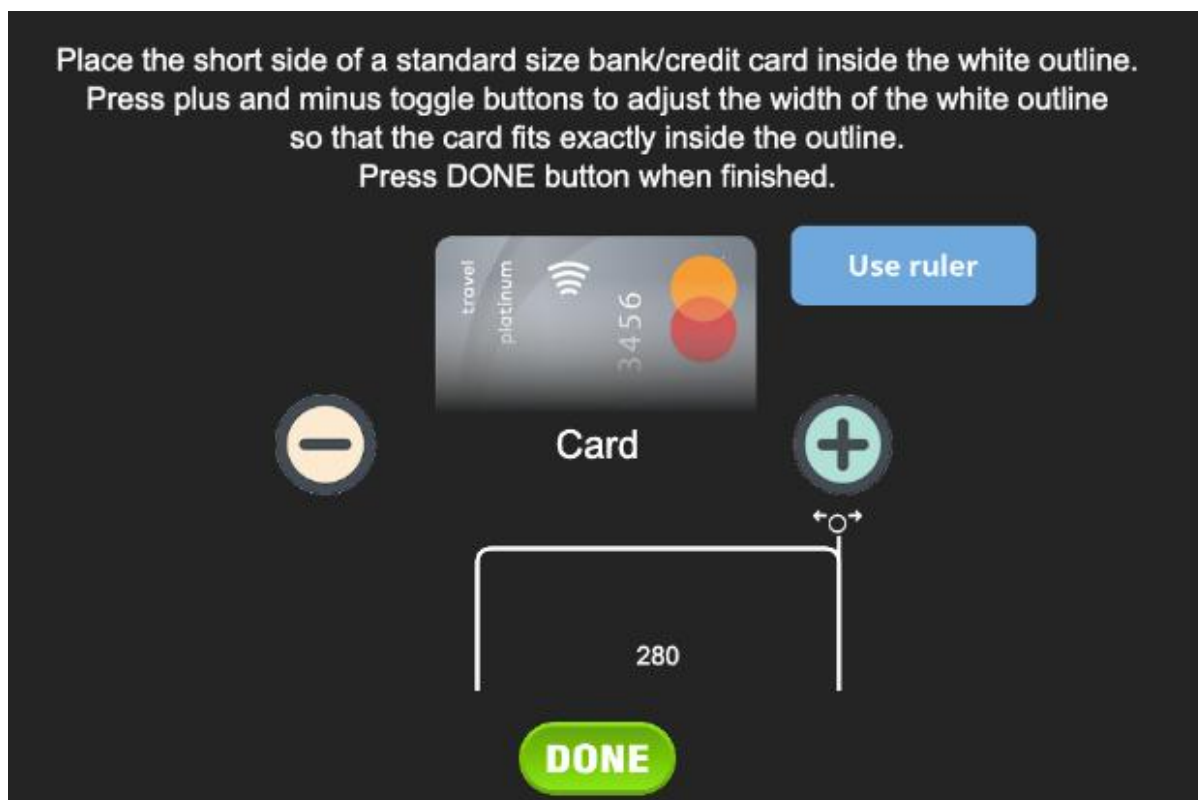 Place the short side of a standard size bank/credit card inside the white outline.
Press plus and minus toggle buttons to adjust the width of the white outline
so that the card fits exactly inside the outline.
Press DONE button when finished.
travel
platinum
3456
Use ruler
Card
280
DONE